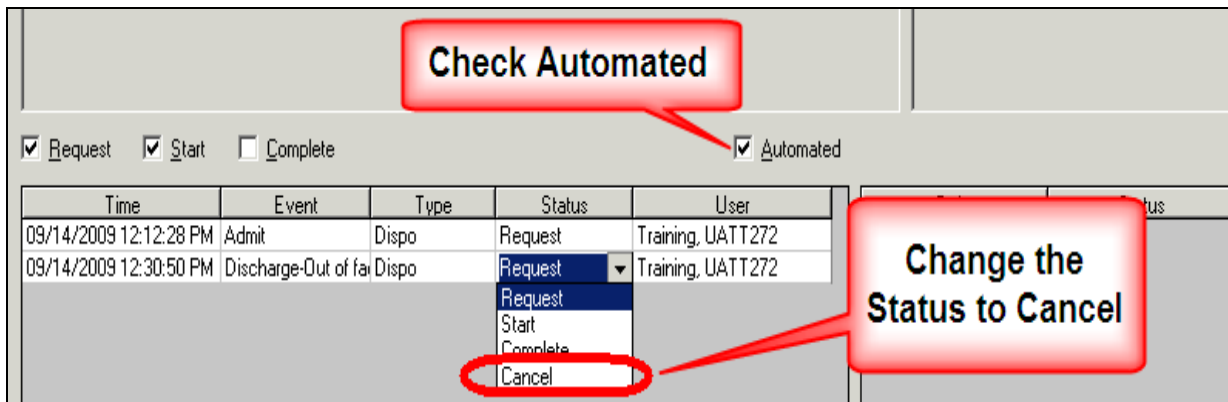 Check Automated
Request Start Complete Automated
Time Event Type Status User
09/14/2009 12:12:28 PM Admit Dispo Request Training, UATT272
09/14/2009 12:30:50 PM Discharge-Out of fa Dispo Request Training, UATT272
Request
Start
Complete
Cancel
Change the
Status to Cancel